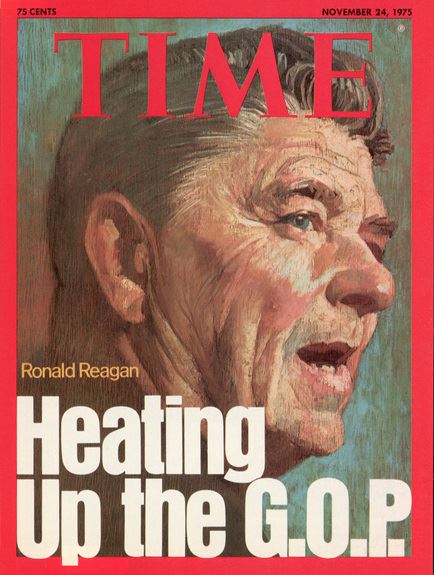 75 CENTS NOVEMBER 24, 1975
TIME
Ronald Reagan
Heating
Up the G.O.P.